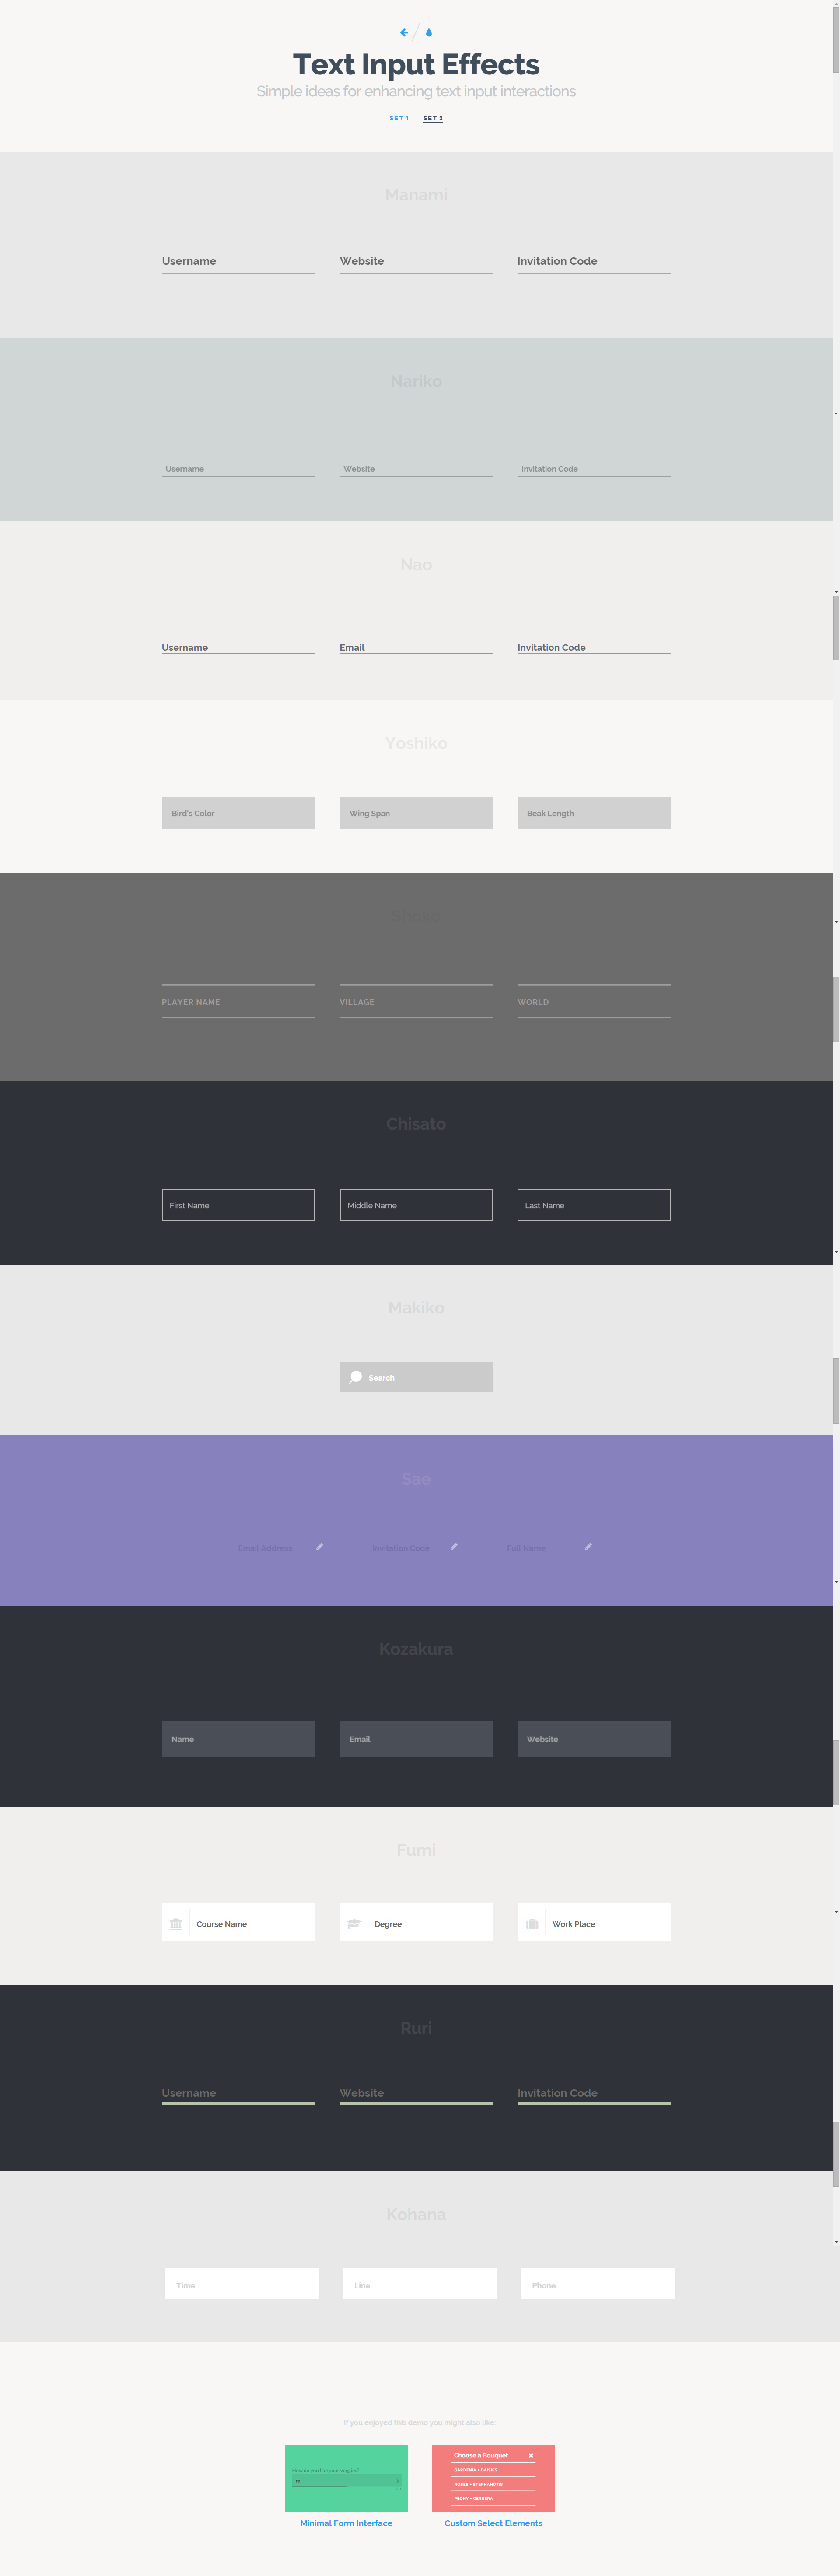 Text Input Effects
Simple ideas for enhancing text input interactions
SET 1 SET 2
Manami
Username Website Invitation Code
Nariko
Username Website Invitation Code
Nao
Username Email Invitation Code
Yoshiko
Bird's Color Wing Span Beak Length
Shoko
PLAYER NAME VILLAGE WORLD
Chisato
First Name Middle Name Last Name
Makiko
Search
Sae
Email Address Invitation Code Full Name
Kozakura
Name Email Website
Fumi
Course Name Degree Work Place
Ruri
Username Website Invitation Code
Kohana
Time Line Phone
If you enjoyed this demo you might also like:
How do you like your veggies?
Choose a Bouquet
GARDENIA + DAISIES
ROSES + STEPHANOTIS
PEONY + GERBERA
Minimal Form Interface Custom Select Elements